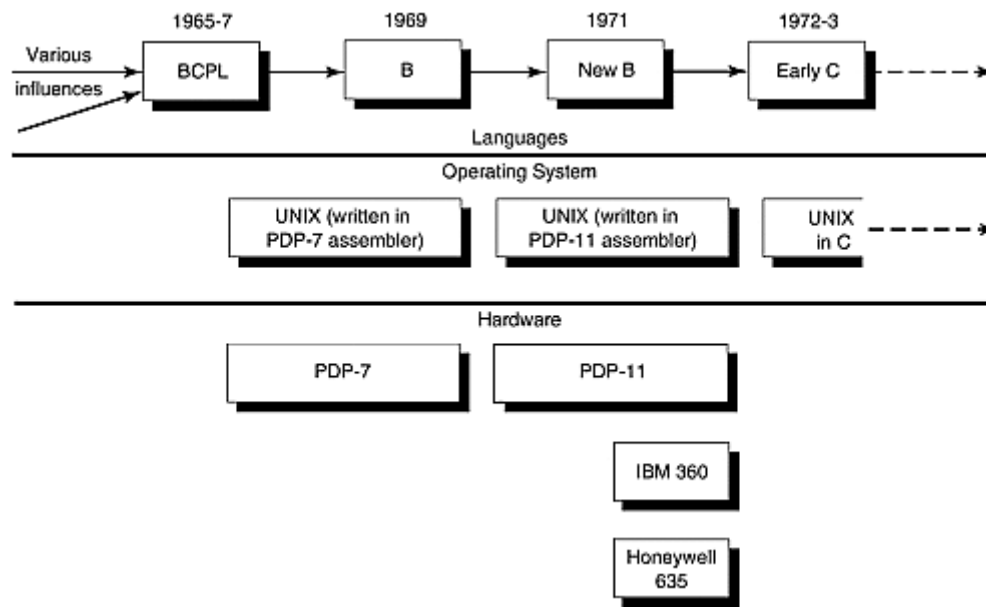 1965-7
1969
1971
1972-3
Various
influences
BCPL
B
New B
Early C
Languages
Operating System
UNIX (written in
PDP-7 assembler)
UNIX (written in
PDP-11 assembler)
UNIX
in C
Hardware
PDP-7
PDP-11
IBM 360
Honeywell
635